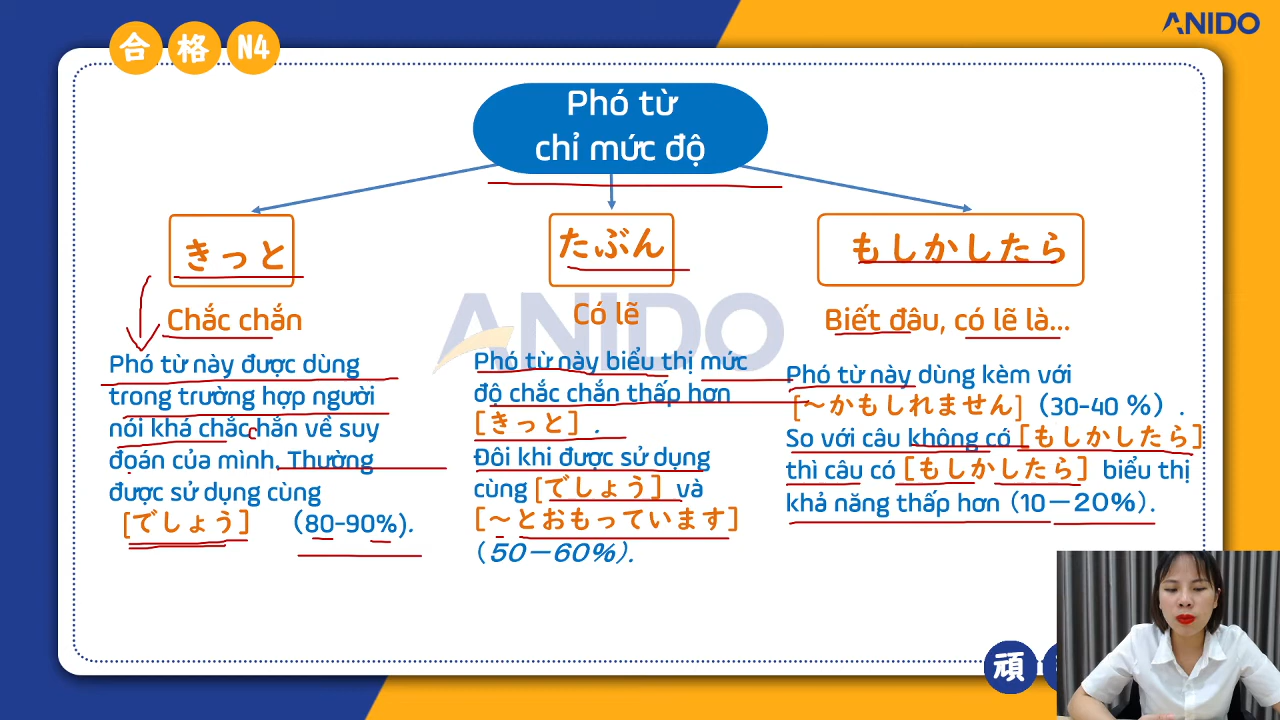 合格 N4
ANIDO
Phó từ
chỉ mức độ
きっと
Chắc chắn
Phó từ này được dùng
trong trường hợp người
nói khá chắc chắn về suy
đoán của mình. Thường
được sử dụng cùng
[でしょう] (80-90%).
たぶん
Có lẽ
Phó từ này biểu thị mức
độ chắc chắn thấp hơn
[きっと] .
Đôi khi được sử dụng
cùng [でしょう] và
[～とおもっています]
(50－60%).
もしかしたら
Biết đâu, có lẽ là...
Phó từ này dùng kèm với
[～かもしれません] (30-40 %) .
So với câu không có [もしかしたら]
thì câu có [もしかしたら] biểu thị
khả năng thấp hơn (10－20%).
ANIDO
頑